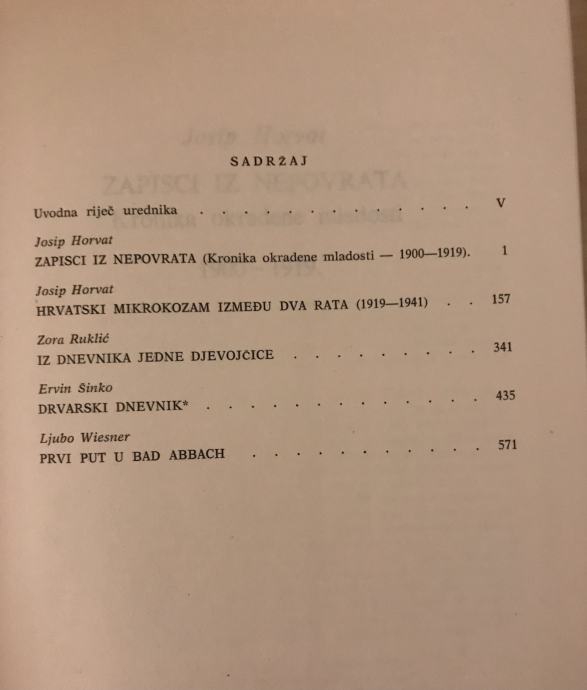 SADRŽAJ
Uvodna riječ urednika . . . . . . . . . . . . V
Josip Horvat
ZAPISCI IZ NEPOVRATA (Kronika okradene mladosti — 1900—1919). 1
Josip Horvat
HRVATSKI MIKROKOZAM IZMEĐU DVA RATA (1919—1941) . . 157
Zora Ruklić
IZ DNEVNIKA JEDNE DJEVOJČICE . . . . . . . . . 341
Ervin Sinko
DRVARSKI DNEVNIK* . . . . . . . . . . . . . 435
Ljubo Wiesner
PRVI PUT U BAD ABBACH . . . . . . . . . . . 571